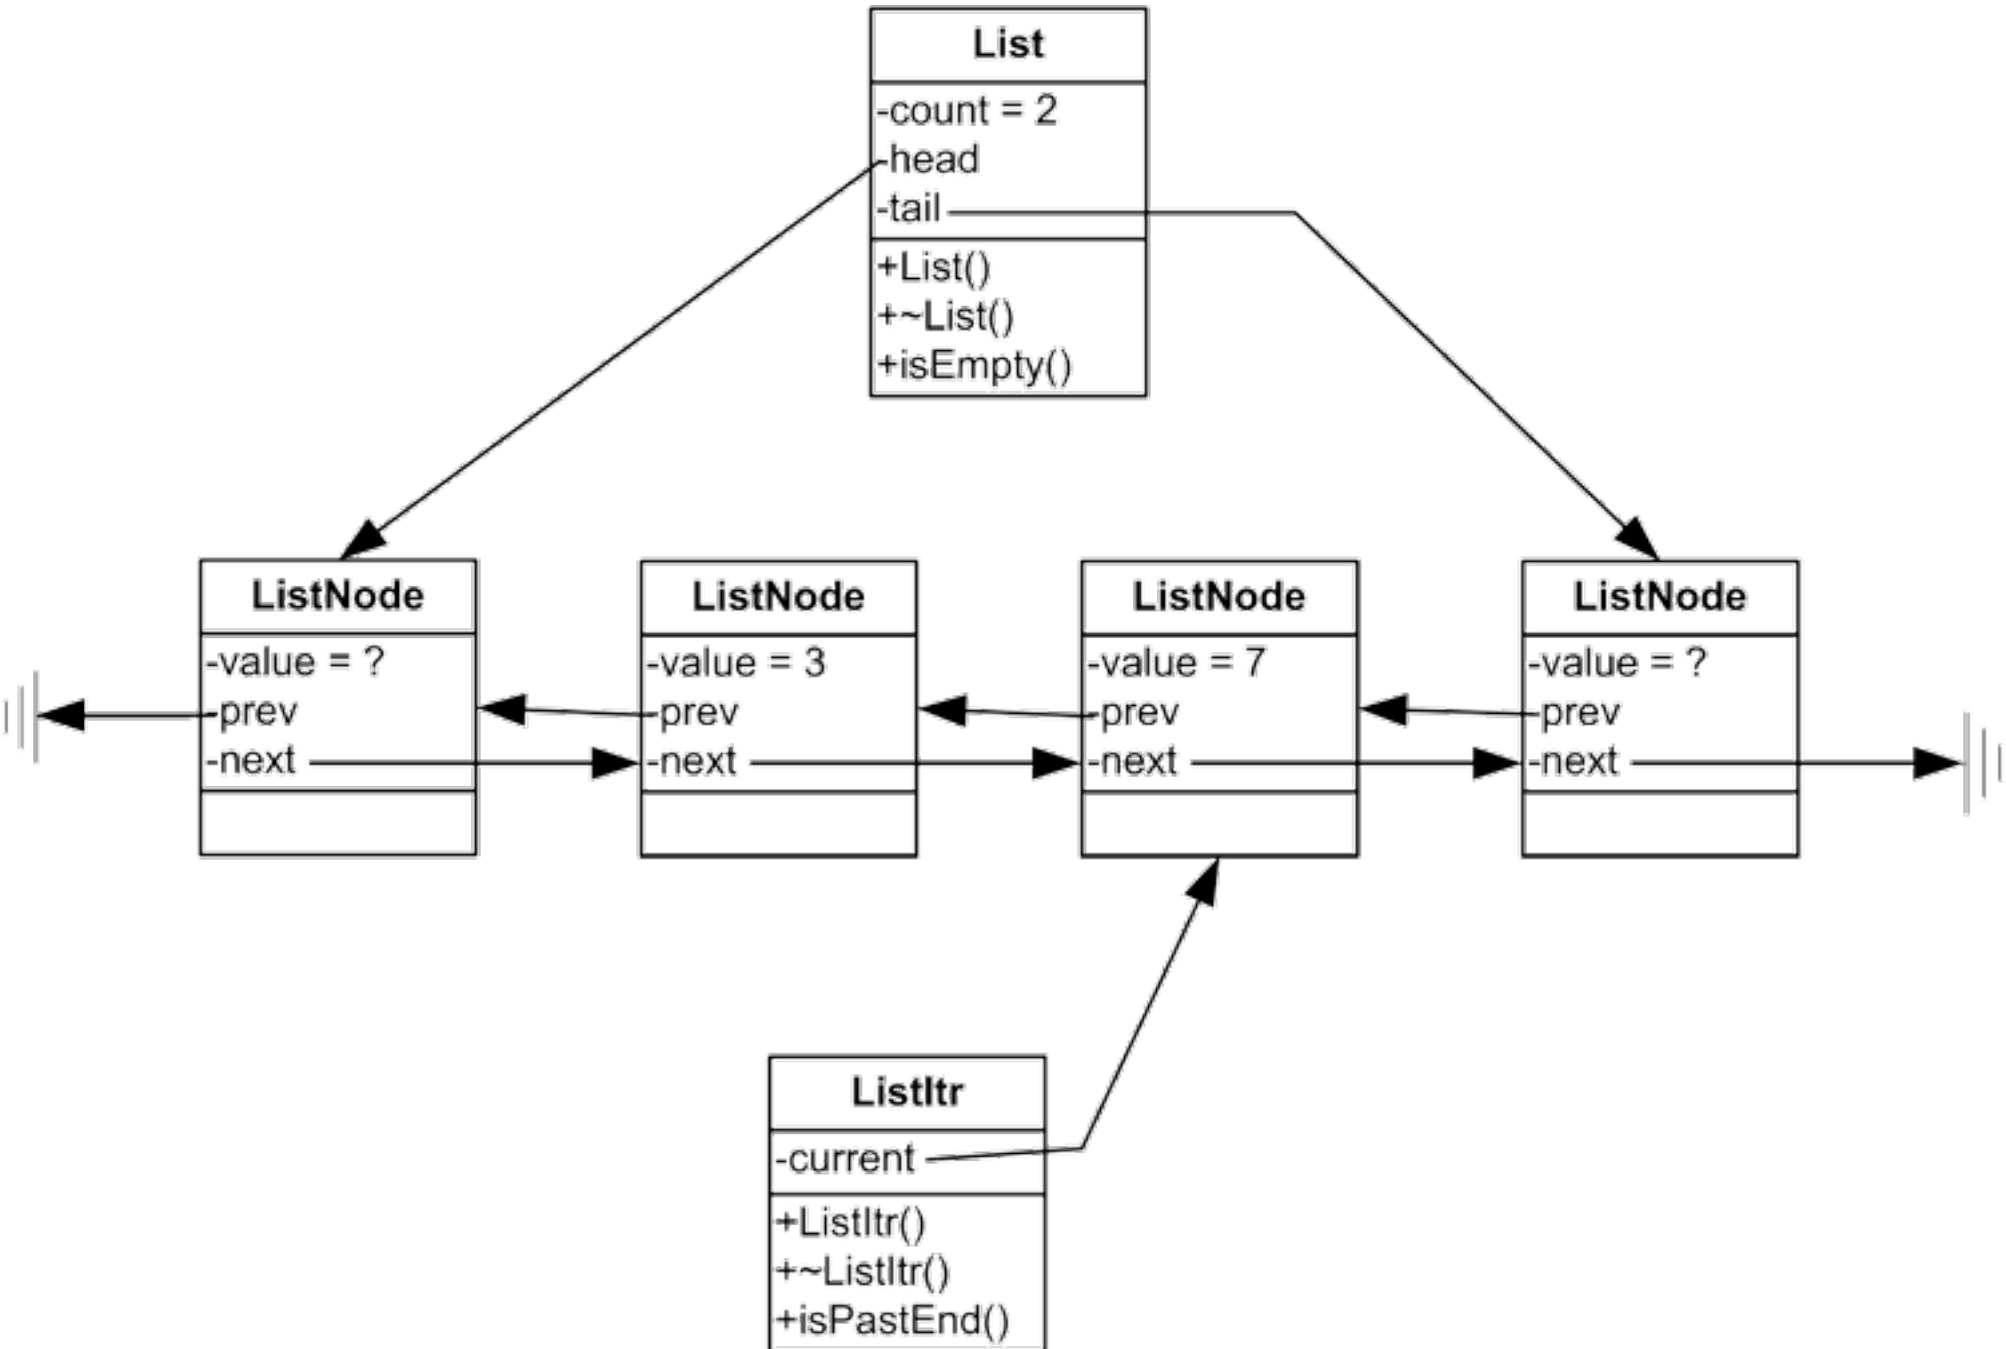 List
-count = 2
-head
-tail
+List()
+~List()
+isEmpty()
ListNode
-value = ?
-prev
-next
ListNode
-value = 3
-prev
-next
ListNode
-value = 7
-prev
-next
ListNode
-value = ?
-prev
-next
ListItr
-current
+ListItr()
+~ListItr()
+isPastEnd()